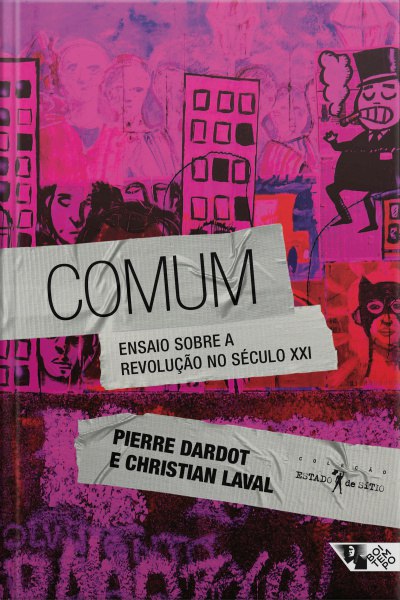 COMUM
ENSAIO SOBRE A
REVOLUÇÃO NO SÉCULO XXI
PIERRE DARDOT
E CHRISTIAN LAVAL
COLEÇÃO
ESTADO de SÍTIO
BOITEMPO